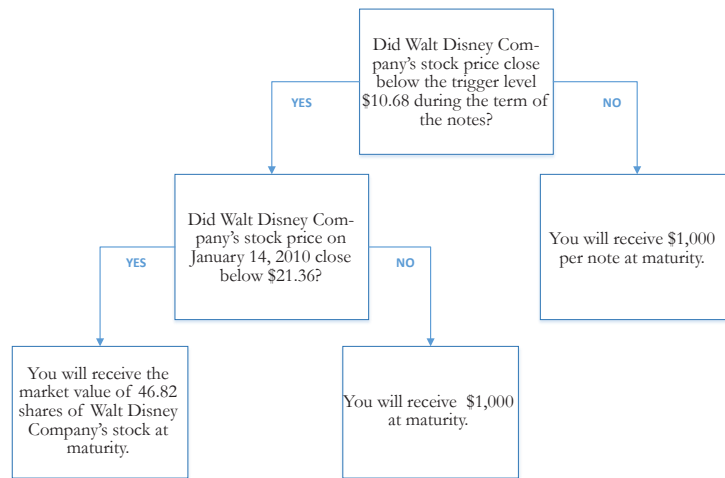 Did Walt Disney Com-
pany's stock price close
below the trigger level
$10.68 during the term of
the notes?
YES
NO
Did Walt Disney Com-
pany's stock price on
January 14, 2010 close
below $21.36?
You will receive $1,000
per note at maturity.
YES
NO
You will receive the
market value of 46.82
shares of Walt Disney
Company's stock at
maturity.
You will receive $1,000
at maturity.